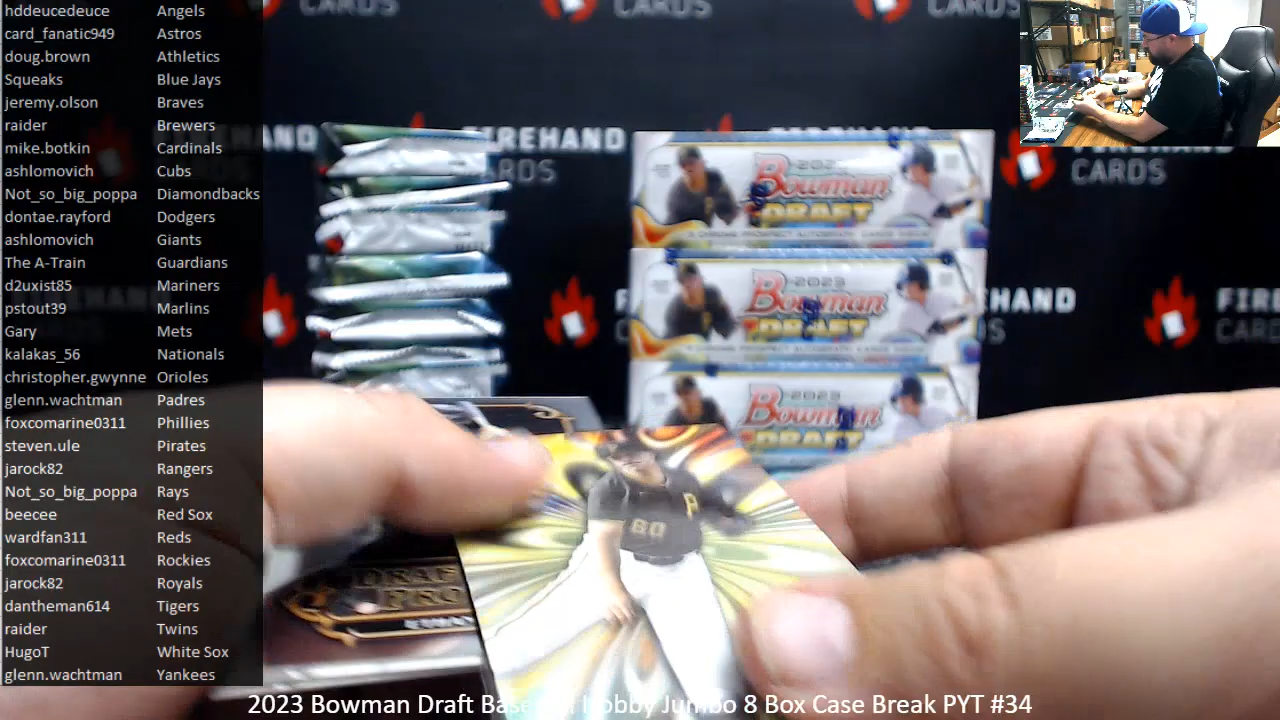 hddeucedeuce Angels
card_fanatic949 Astros
doug.brown Athletics
Squeaks Blue Jays
jeremy.olson Braves
raider Brewers
mike.botkin Cardinals
ashlomovich Cubs
Not_so_big_poppa Diamondbacks
dontae.rayford Dodgers
ashlomovich Giants
The A-Train Guardians
d2uxist85 Mariners
pstout39 Marlins
Gary Mets
kalakas_56 Nationals
christopher.gwynne Orioles
glenn.wachtman Padres
foxcomarine0311 Phillies
steven.ule Pirates
jarock82 Rangers
Not_so_big_poppa Rays
beecee Red Sox
wardfan311 Reds
foxcomarine0311 Rockies
jarock82 Royals
dantheman614 Tigers
raider Twins
HugoT White Sox
glenn.wachtman Yankees
CARDS
CARDS
CARDS
FIREHAND
CARDS
CARDS
2023
Bowman
DRAFT
2023
Bowman
DRAFT
2023
Bowman
DRAFT
P
60
2023 Bowman Draft Hobby Jumbo 8 Box Case Break PYT #34